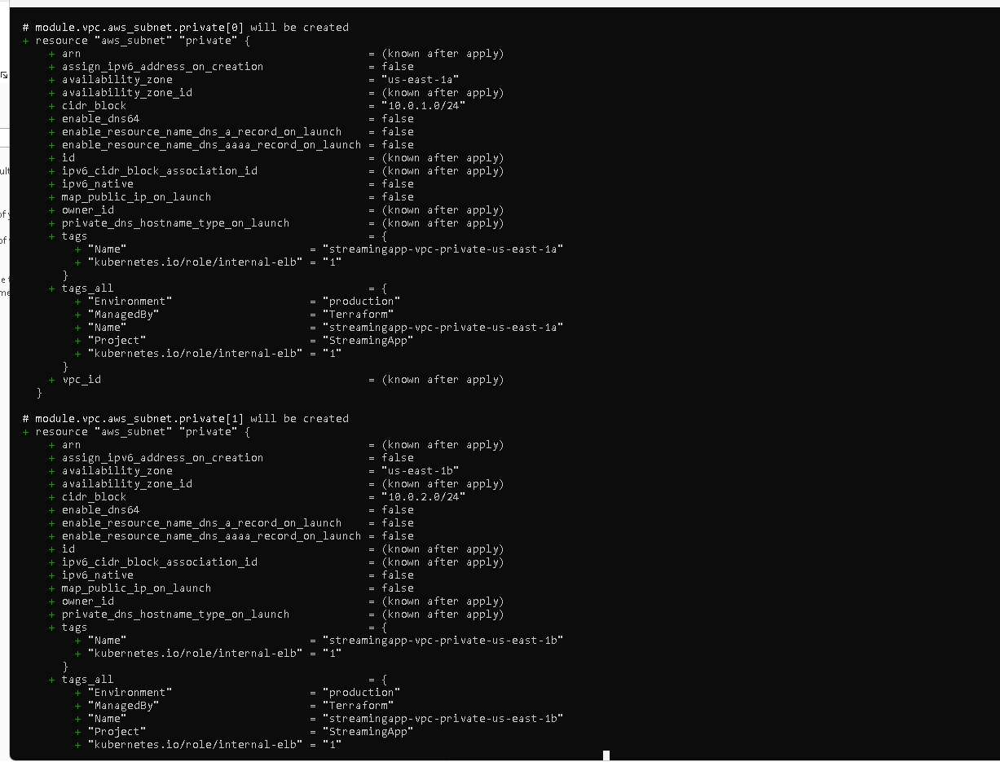 # module.vpc.aws_subnet.private[0] will be created
+ resource "aws_subnet" "private" {
+ arn = (known after apply)
+ assign_ipv6_address_on_creation = false
+ availability_zone = "us-east-1a"
+ availability_zone_id = (known after apply)
+ cidr_block = "10.0.1.0/24"
+ enable_dns64 = false
+ enable_resource_name_dns_a_record_on_launch = false
+ enable_resource_name_dns_aaaa_record_on_launch = false
+ id = (known after apply)
+ ipv6_cidr_block_association_id = (known after apply)
+ ipv6_native = false
+ map_public_ip_on_launch = false
+ owner_id = (known after apply)
+ private_dns_hostname_type_on_launch = (known after apply)
+ tags = {
+ "Name" = "streamingapp-vpc-private-us-east-1a"
+ "kubernetes.io/role/internal-elb" = "1"
}
+ tags_all = {
+ "Environment" = "production"
+ "ManagedBy" = "Terraform"
+ "Name" = "streamingapp-vpc-private-us-east-1a"
+ "Project" = "StreamingApp"
+ "kubernetes.io/role/internal-elb" = "1"
}
+ vpc_id = (known after apply)
}
# module.vpc.aws_subnet.private[1] will be created
+ resource "aws_subnet" "private" {
+ arn = (known after apply)
+ assign_ipv6_address_on_creation = false
+ availability_zone = "us-east-1b"
+ availability_zone_id = (known after apply)
+ cidr_block = "10.0.2.0/24"
+ enable_dns64 = false
+ enable_resource_name_dns_a_record_on_launch = false
+ enable_resource_name_dns_aaaa_record_on_launch = false
+ id = (known after apply)
+ ipv6_cidr_block_association_id = (known after apply)
+ ipv6_native = false
+ map_public_ip_on_launch = false
+ owner_id = (known after apply)
+ private_dns_hostname_type_on_launch = (known after apply)
+ tags = {
+ "Name" = "streamingapp-vpc-private-us-east-1b"
+ "kubernetes.io/role/internal-elb" = "1"
}
+ tags_all = {
+ "Environment" = "production"
+ "ManagedBy" = "Terraform"
+ "Name" = "streamingapp-vpc-private-us-east-1b"
+ "Project" = "StreamingApp"
+ "kubernetes.io/role/internal-elb" = "1"